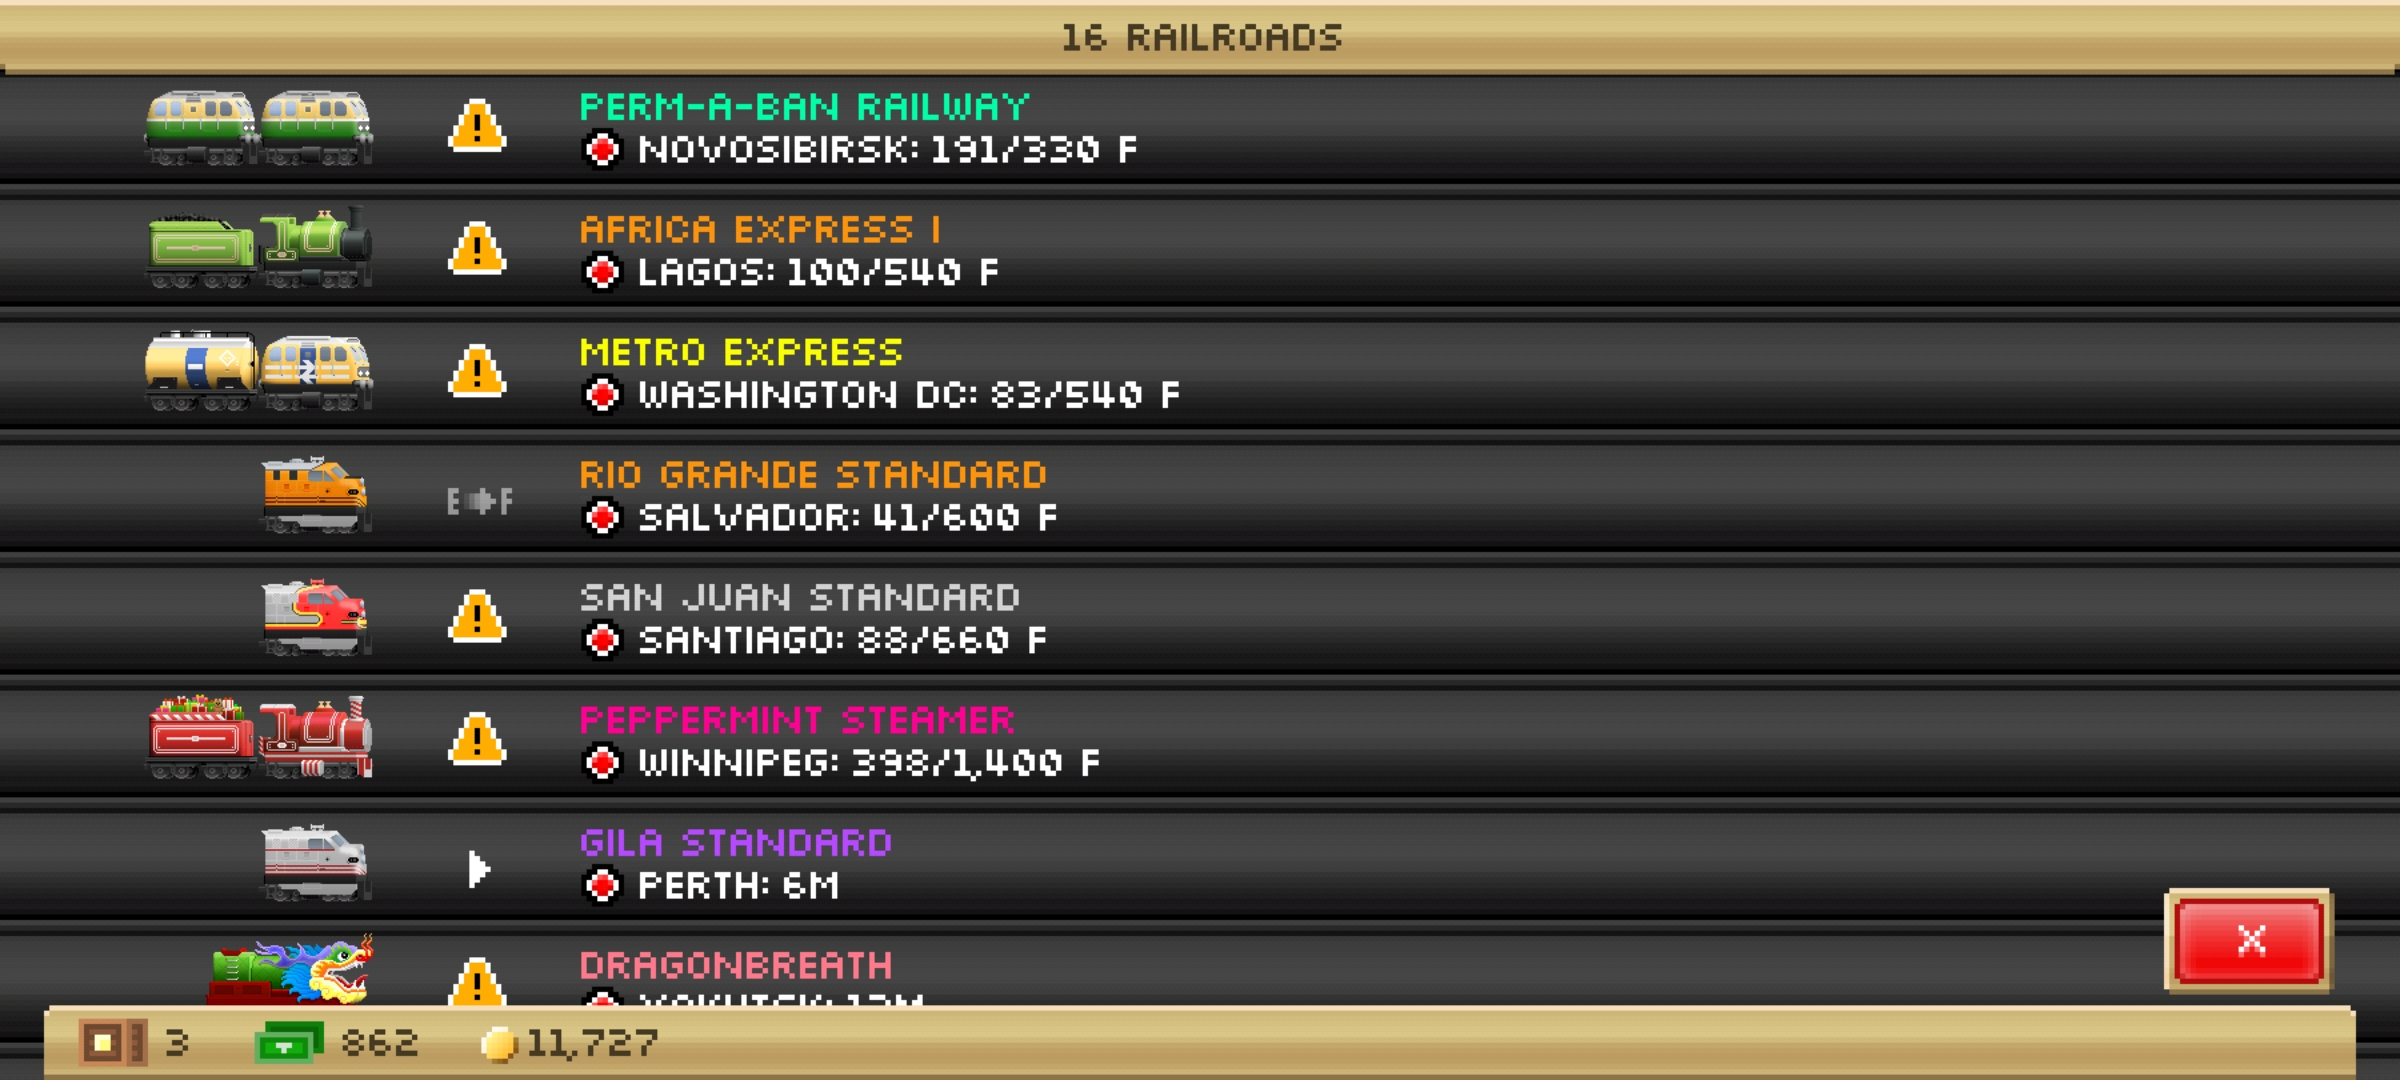 16 RAILROADS
PERM-A-BAN RAILWAY
NOVOSIBIRSK: 191/330 F
AFRICA EXPRESS I
LAGOS: 100/540 F
METRO EXPRESS
WASHINGTON DC: 83/540 F
E F
RIO GRANDE STANDARD
SALVADOR: 41/600 F
SAN JUAN STANDARD
SANTIAGO: 88/660 F
PEPPERMINT STEAMER
WINNIPEG: 398/1,400 F
GILA STANDARD
PERTH: 6M
DRAGONBREATH
X
3 862 11,727